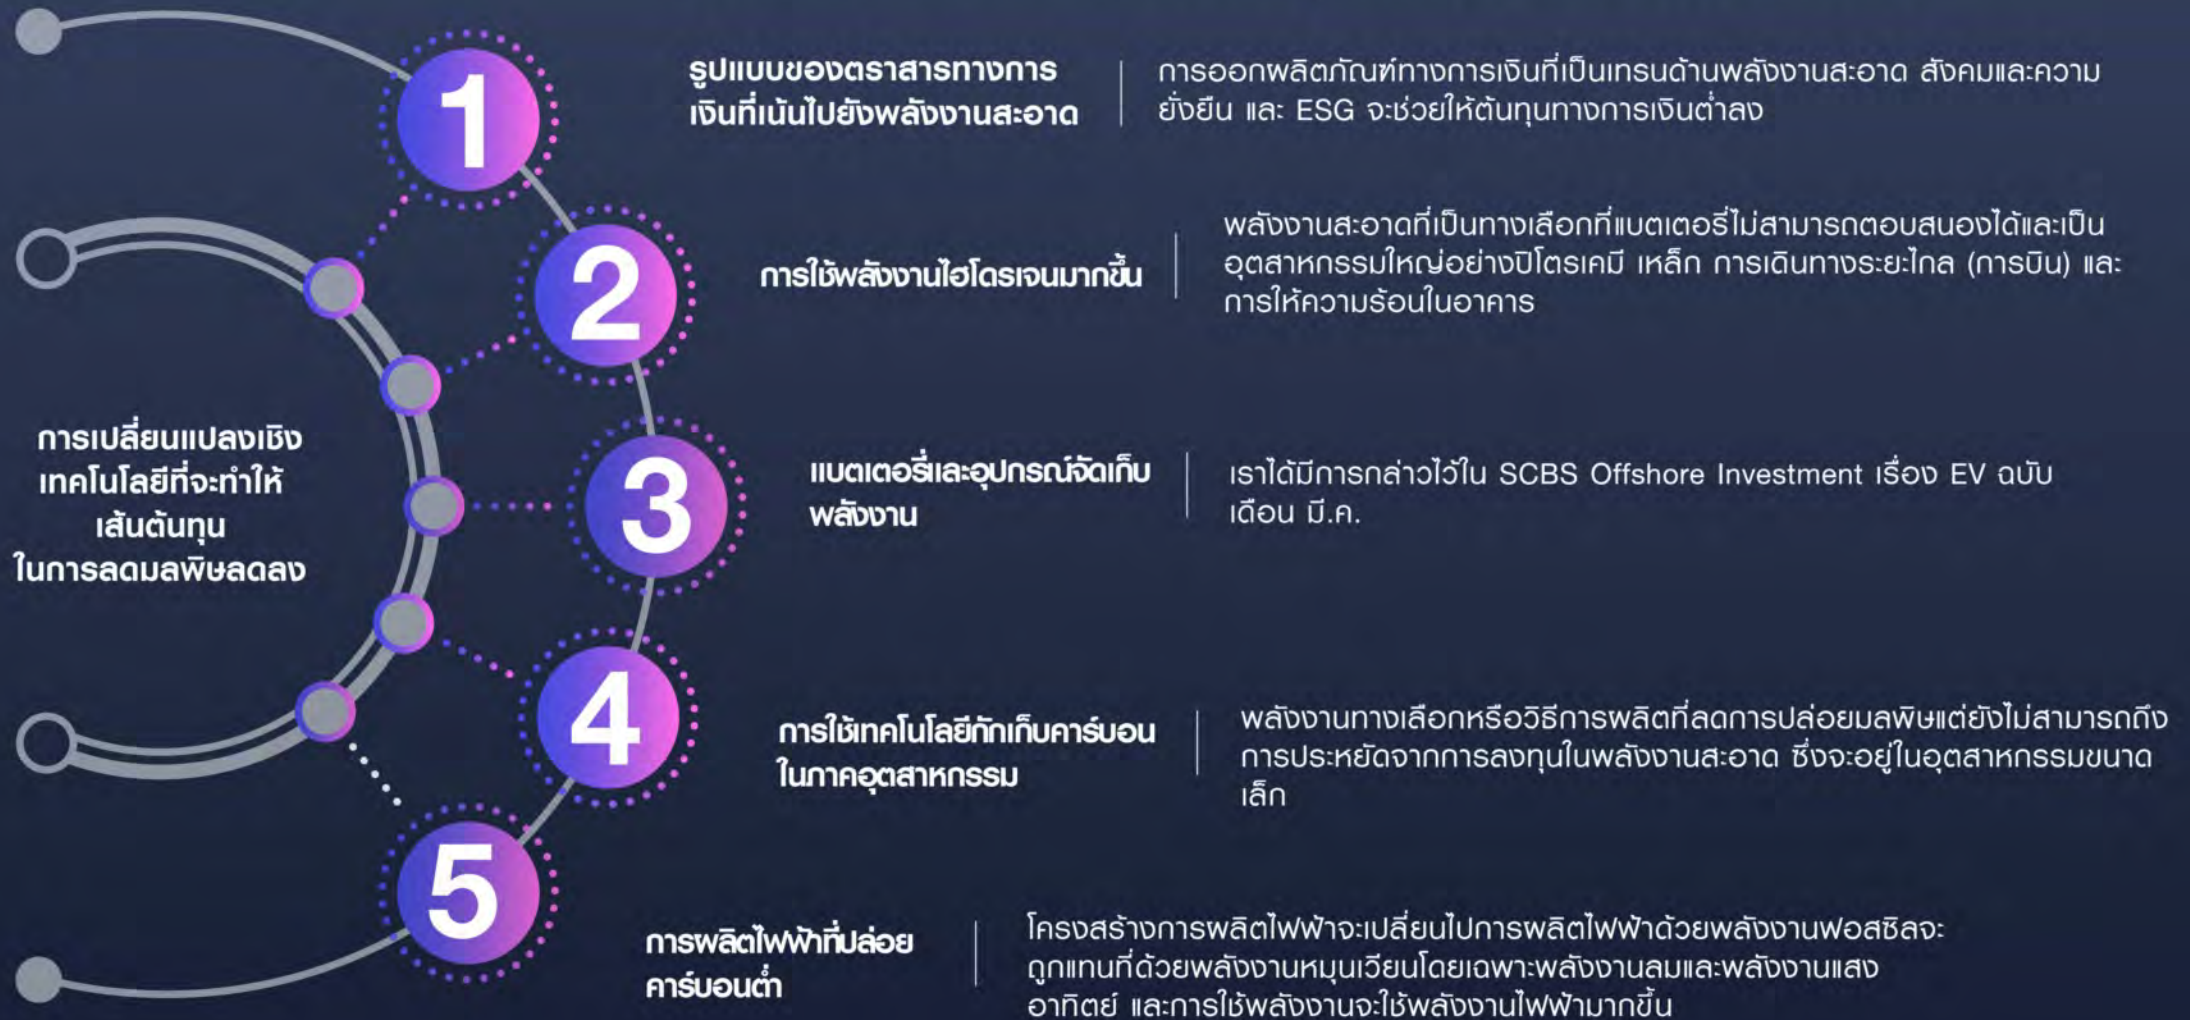 การเปลี่ยนแปลงเชิง
เทคโนโลยีที่จะทำให้
เส้นต้นทุน
ในการลดมลพิษลดลง
1
รูปแบบของตราสารทางการ
เงินที่เน้นไปยังพลังงานสะอาด
การออกผลิตภัณฑ์ทางการเงินที่เป็นเทรนด้านพลังงานสะอาด สังคมและความ
ยั่งยืน และ ESG จะช่วยให้ต้นทุนทางการเงินต่ำลง
2
การใช้พลังงานไฮโดรเจนมากขึ้น
พลังงานสะอาดที่เป็นทางเลือกที่แบตเตอรี่ไม่สามารถตอบสนองได้และเป็น
อุตสาหกรรมใหญ่อย่างปิโตรเคมี เหล็ก การเดินทางระยะไกล (การบิน) และ
การให้ความร้อนในอาคาร
3
แบตเตอรี่และอุปกรณ์จัดเก็บ
พลังงาน
เราได้มีการกล่าวไว้ใน SCBS Offshore Investment เรื่อง EV ฉบับ
เดือน มี.ค.
4
การใช้เทคโนโลยีกักเก็บคาร์บอน
ในภาคอุตสาหกรรม
พลังงานทางเลือกหรือวิธีการผลิตที่ลดการปล่อยมลพิษแต่ยังไม่สามารถถึง
การประหยัดจากการลงทุนในพลังงานสะอาด ซึ่งจะอยู่ในอุตสาหกรรมขนาด
เล็ก
5
การผลิตไฟฟ้าที่ปล่อย
คาร์บอนต่ำ
โครงสร้างการผลิตไฟฟ้าจะเปลี่ยนไปการผลิตไฟฟ้าด้วยพลังงานฟอสซิลจะ
ถูกแทนที่ด้วยพลังงานหมุนเวียนโดยเฉพาะพลังงานลมและพลังงานแสง
อาทิตย์ และการใช้พลังงานจะใช้พลังงานไฟฟ้ามากขึ้น